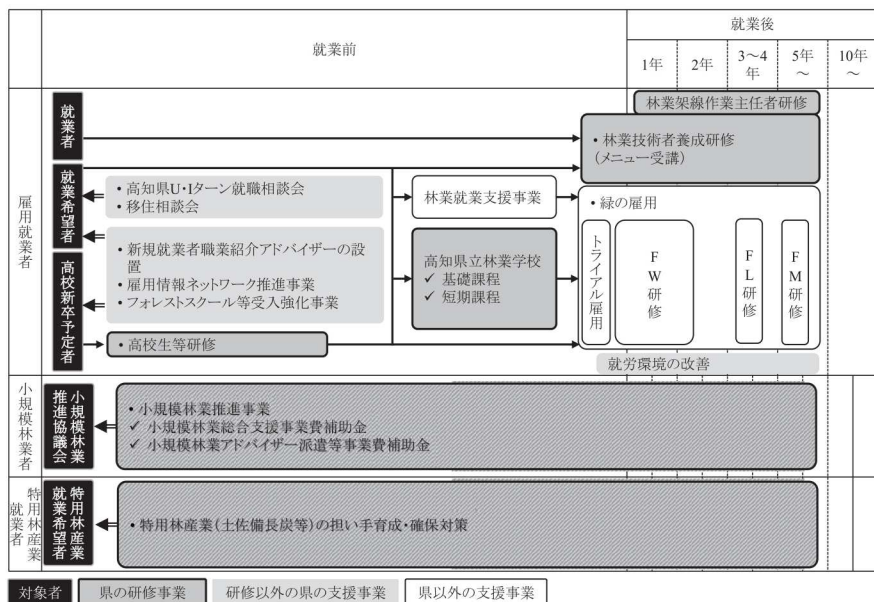 就業前
就業後
1年
2年
3～4
年
5年
～
10年
～
雇用就業者
就業者
就業希望者
高校新卒予定者
林業架線作業主任者研修
• 林業技術者養成研修
(メニュー受講)
• 高知県U・Iターン就職相談会
• 移住相談会
林業就業支援事業
• 緑の雇用
• 新規就業者職業紹介アドバイザーの設
置
• 雇用情報ネットワーク推進事業
• フォレストスクール等受入強化事業
高知県立林業学校
✓ 基礎課程
✓ 短期課程
トライアル雇用
FW研修
FL研修
FM研修
• 高校生等研修
就労環境の改善
小規模林業者
小規模林業
推進協議会
• 小規模林業推進事業
✓ 小規模林業総合支援事業費補助金
✓ 小規模林業アドバイザー派遣等事業費補助金
特用林産業
就業者
特用林産業
就業希望者
• 特用林産業(土佐備長炭等)の担い手育成・確保対策
対象者
県の研修事業
研修以外の県の支援事業
県以外の支援事業